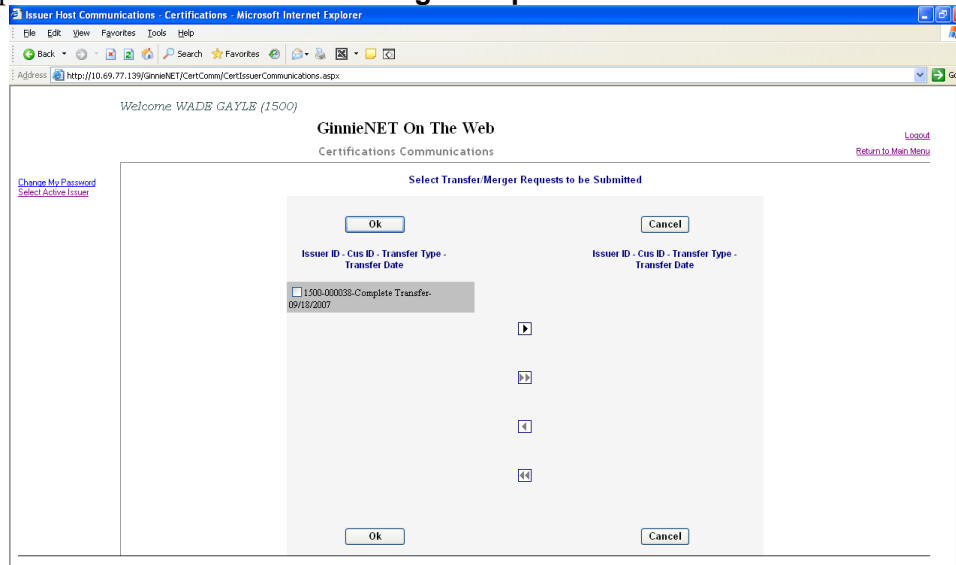 Issuer Host Communications - Certifications - Microsoft Internet Explorer
File Edit View Favorites Tools Help
Back Search Favorites
Address http://10.69.77.139/GinnieNET/CertComm/CertIssuerCommunications.aspx
Welcome WADE GAYLE (1500)
GinnieNET On The Web
Logout
Certifications Communications
Return to Main Menu
Change My Password
Select Active Issuer
Select Transfer/Merger Requests to be Submitted
Ok Cancel
Issuer ID - Cus ID - Transfer Type -
Transfer Date
Issuer ID - Cus ID - Transfer Type -
Transfer Date
1500-000038-Complete Transfer-
09/18/2007
Ok Cancel